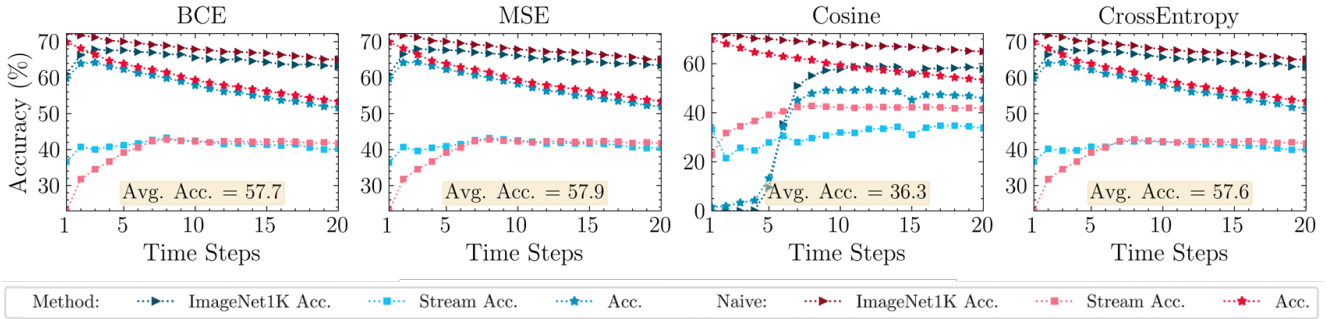 BCE
MSE
Cosine
CrossEntropy
Accuracy (%)
70
60
50
40
30
70
60
50
40
30
60
40
20
0
70
60
50
40
30
Avg. Acc. = 57.7
Avg. Acc. = 57.9
Avg. Acc. = 36.3
Avg. Acc. = 57.6
1 5 10 15 20
1 5 10 15 20
1 5 10 15 20
1 5 10 15 20
Time Steps
Time Steps
Time Steps
Time Steps
Method: ImageNet1K Acc. Stream Acc. Acc. Naive: ImageNet1K Acc. Stream Acc. Acc.